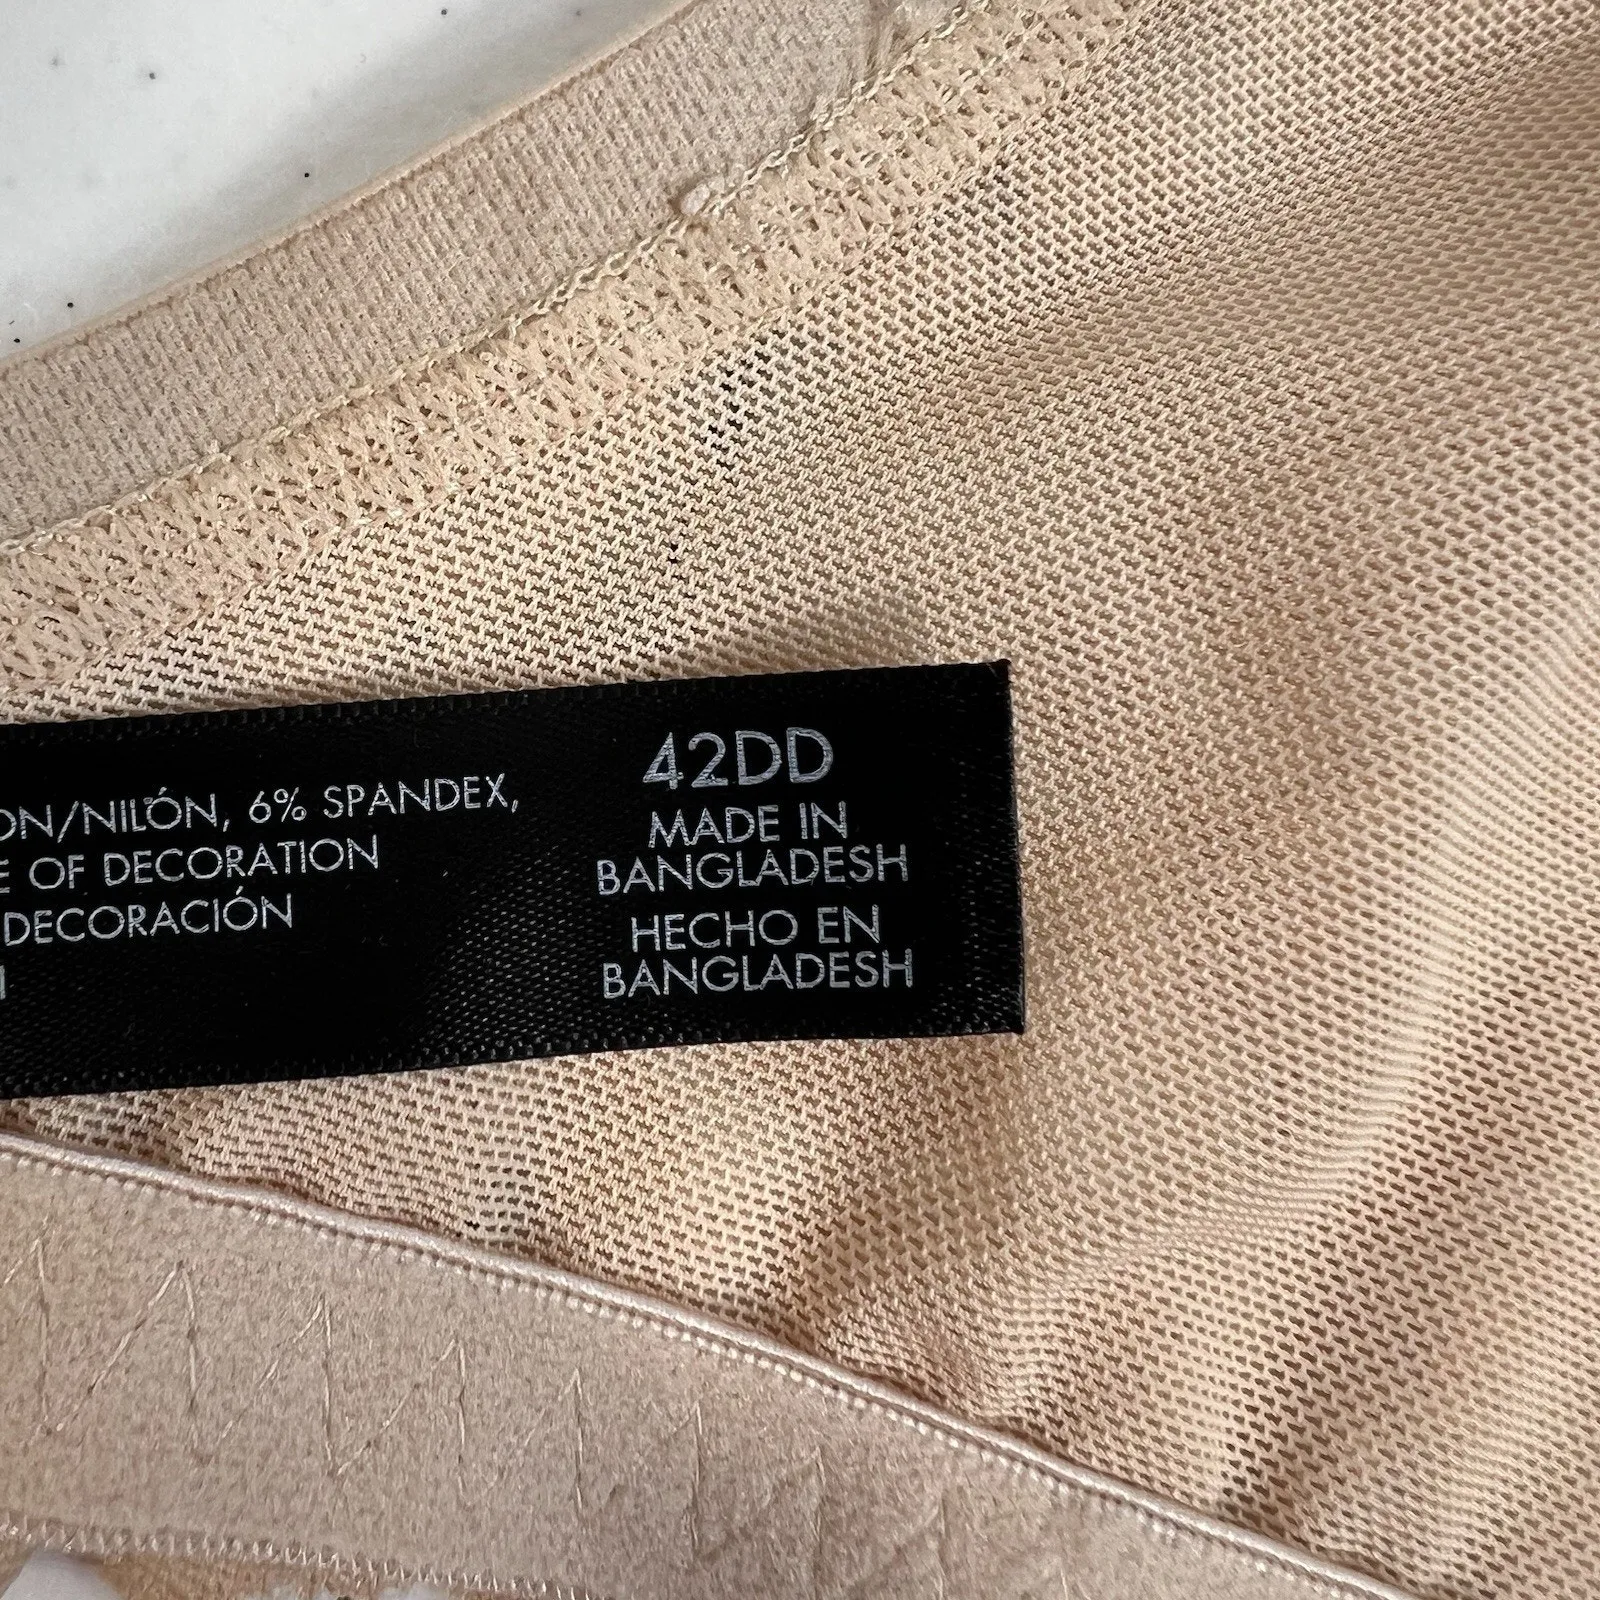 ON/NILÓN, 6% SPANDEX,
E OF DECORATION
DECORACIÓN
42DD
MADE IN
BANGLADESH
HECHO EN
BANGLADESH